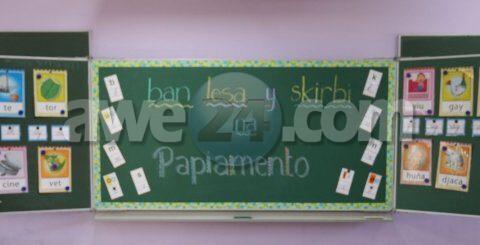 ban lesa y skirbi
Papiamento
awe24.com
te
tor
cine
vet
gay
huña
djaca
k